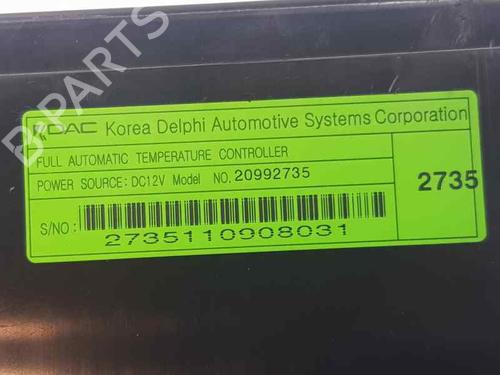 KDAC Korea Delphi Automotive Systems Corporation
FULL AUTOMATIC TEMPERATURE CONTROLLER
POWER SOURCE: DC12V Model NO. 20992735
2735
S/NO:
2735110908031
B-PARTS